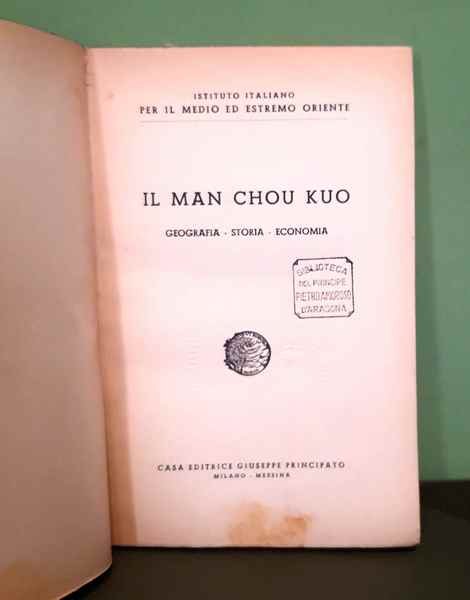 ISTITUTO ITALIANO
PER IL MEDIO ED ESTREMO ORIENTE
IL MAN CHOU KUO
GEOGRAFIA - STORIA - ECONOMIA
BIBLIOTECA
DEL PRINCIPE
PIETRO AMOROSO
D'ARAGONA
CASA EDITRICE GIUSEPPE PRINCIPATO
MILANO - MESSINA